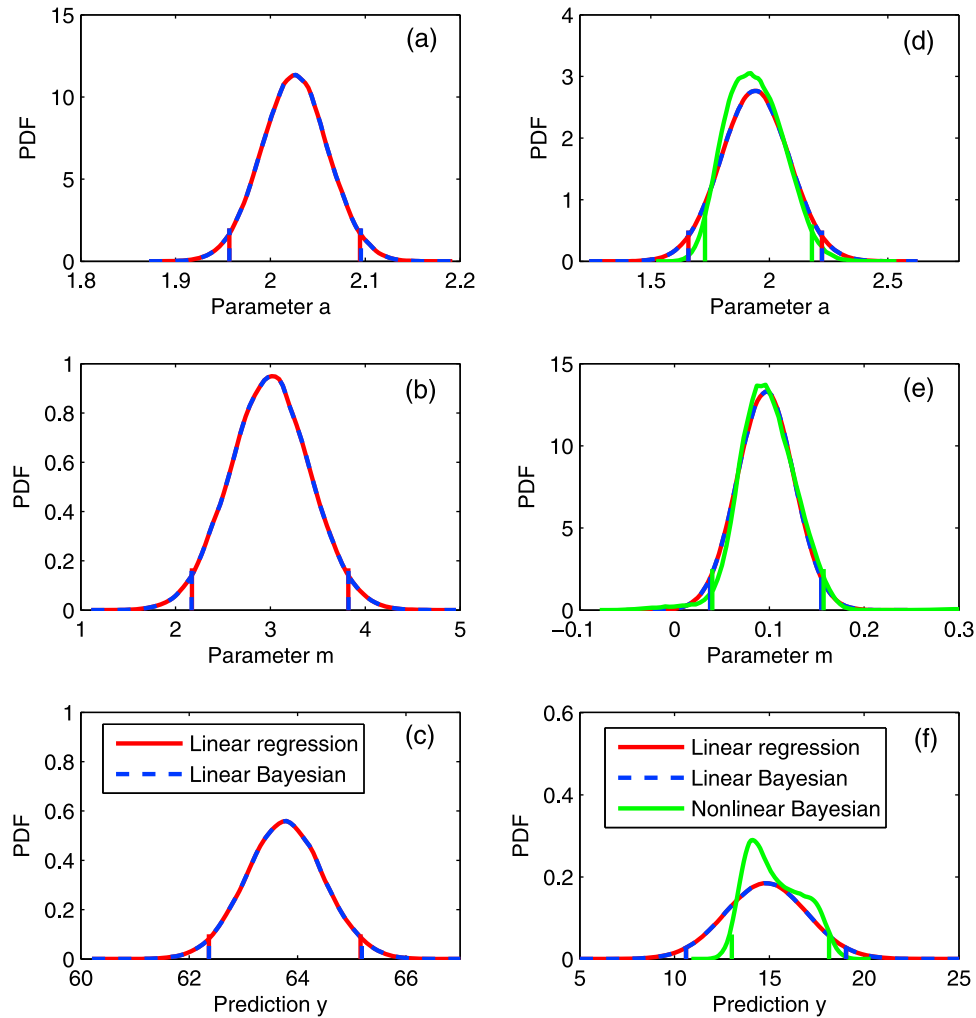 15
10
5
0
PDF
(a)
1.8
1.9
2
2.1
2.2
Parameter a
4
3
2
1
0
PDF
(d)
1.5
2
2.5
Parameter a
1
0.8
0.6
0.4
0.2
0
PDF
(b)
1
2
3
4
5
Parameter m
15
10
5
0
PDF
(e)
−0.1
0
0.1
0.2
0.3
Parameter m
1
0.8
0.6
0.4
0.2
0
PDF
(c)
Linear regression
Linear Bayesian
60
62
64
66
Prediction y
0.6
0.4
0.2
0
PDF
(f)
Linear regression
Linear Bayesian
Nonlinear Bayesian
5
10
15
20
25
Prediction y